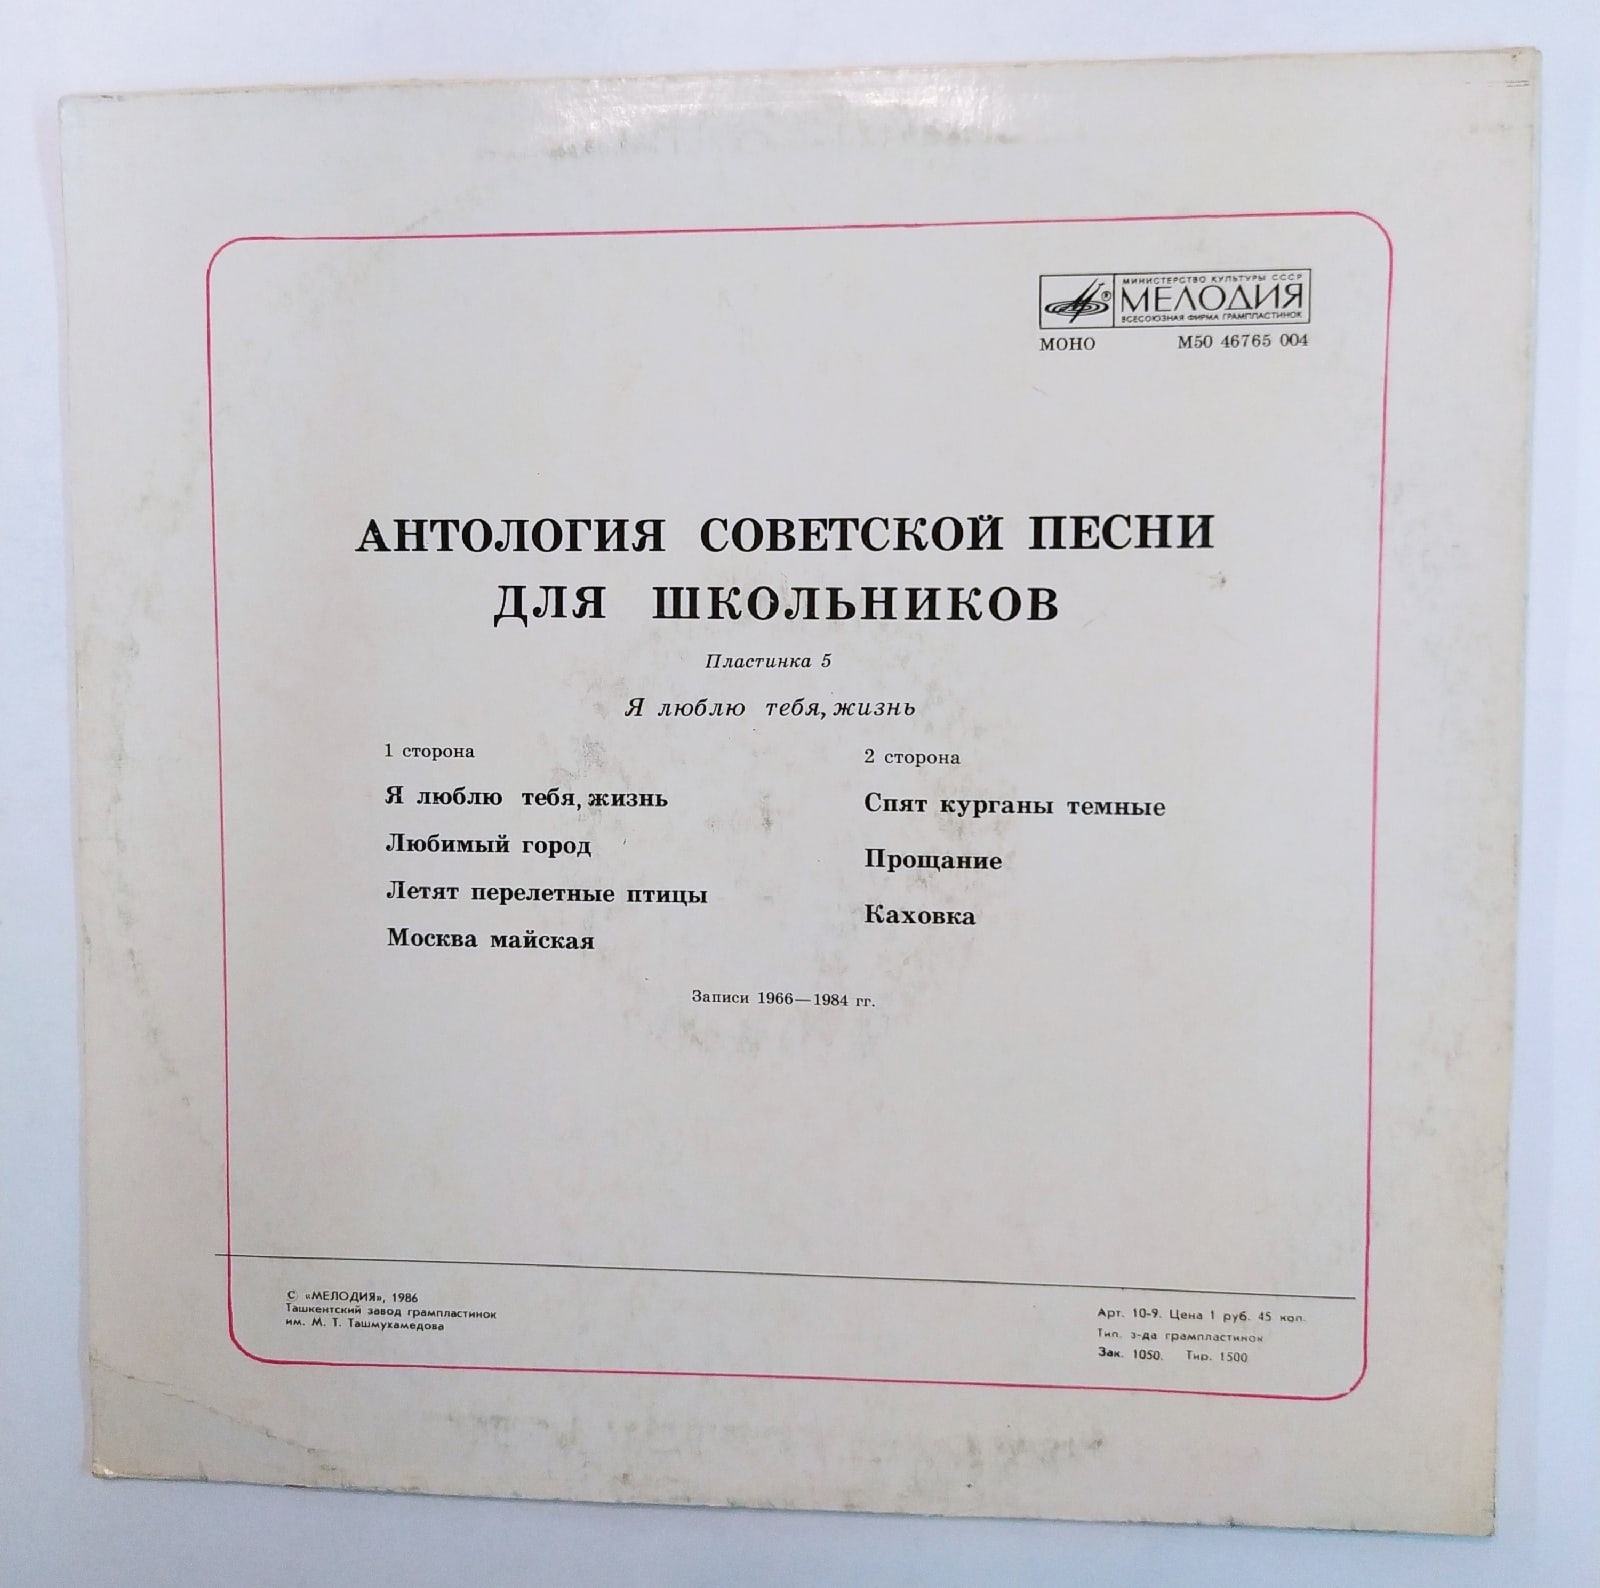 МИНИСТЕРСТВО КУЛЬТУРЫ СССР
МЕЛОДИЯ
ВСЕСОЮЗНАЯ ФИРМА ГРАМПЛАСТИНОК
МОНО М50 46765 004
АНТОЛОГИЯ СОВЕТСКОЙ ПЕСНИ
ДЛЯ ШКОЛЬНИКОВ
Пластинка 5
Я люблю тебя, жизнь
1 сторона
Я люблю тебя, жизнь
Любимый город
Летят перелетные птицы
Москва майская
2 сторона
Спят курганы темные
Прощание
Каховка
Записи 1966—1984 гг.
© «МЕЛОДИЯ», 1986
Ташкентский завод грампластинок
им. М. Т. Ташмухамедова
Арт. 10-9. Цена 1 руб. 45 коп.
Тип. з-да грампластинок
Зак. 1050. Тир. 1500